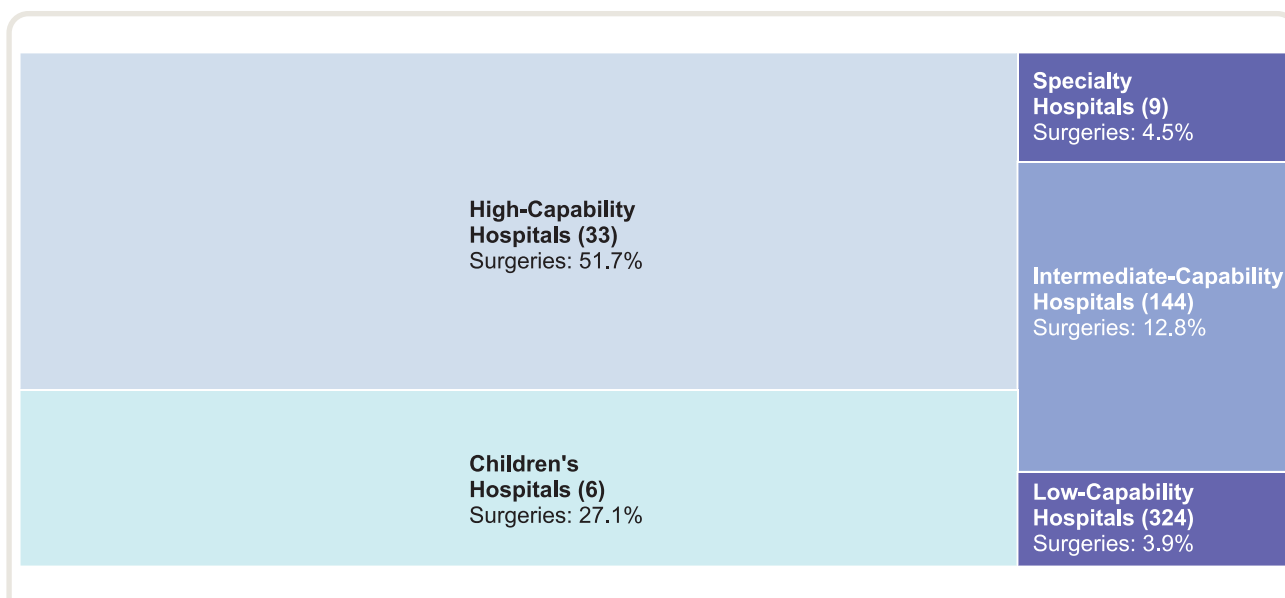 High-Capability
Hospitals (33)
Surgeries: 51.7%
Children's
Hospitals (6)
Surgeries: 27.1%
Specialty
Hospitals (9)
Surgeries: 4.5%
Intermediate-Capability
Hospitals (144)
Surgeries: 12.8%
Low-Capability
Hospitals (324)
Surgeries: 3.9%